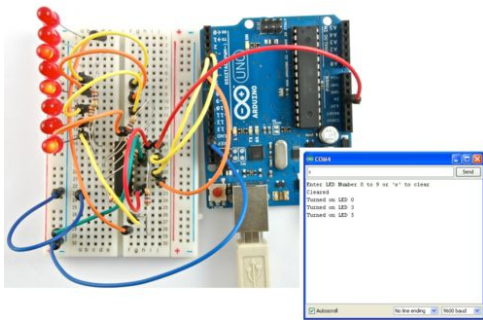 UNO
ARDUINO
COM4
Send
Enter LED Number 0 to 9 or 'x' to clear
Cleared
Turned on LED 0
Turned on LED 3
Turned on LED 5
Autoscroll
No line ending
9600 baud